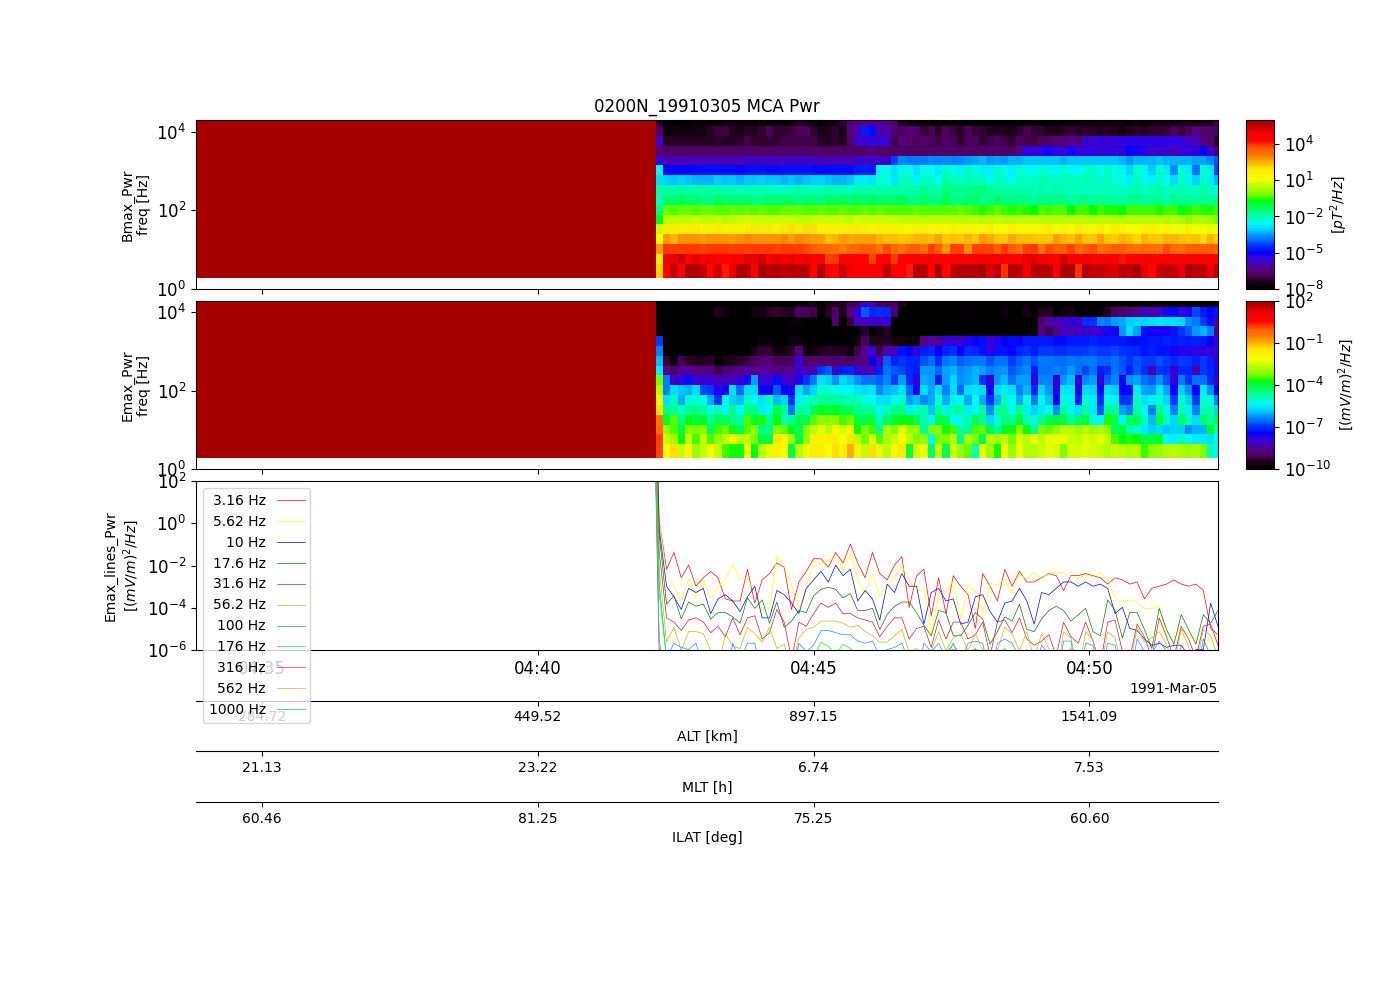 0200N_19910305 MCA Pwr
Bmax_Pwr
freq [Hz]
10^4
10^2
10^0
10^4
10^1
10^-2
10^-5
10^-8
[pT^2/Hz]
Emax_Pwr
freq [Hz]
10^4
10^2
10^0
10^2
10^-1
10^-4
10^-7
10^-10
[(mV/m)^2/Hz]
Emax_lines_Pwr
[(mV/m)^2/Hz]
10^2
10^0
10^-2
10^-4
10^-6
3.16 Hz
5.62 Hz
10 Hz
17.6 Hz
31.6 Hz
56.2 Hz
100 Hz
176 Hz
316 Hz
562 Hz
1000 Hz
04:35 04:40 04:45 04:50
1991-Mar-05
284.72 449.52 897.15 1541.09
ALT [km]
21.13 23.22 6.74 7.53
MLT [h]
60.46 81.25 75.25 60.60
ILAT [deg]